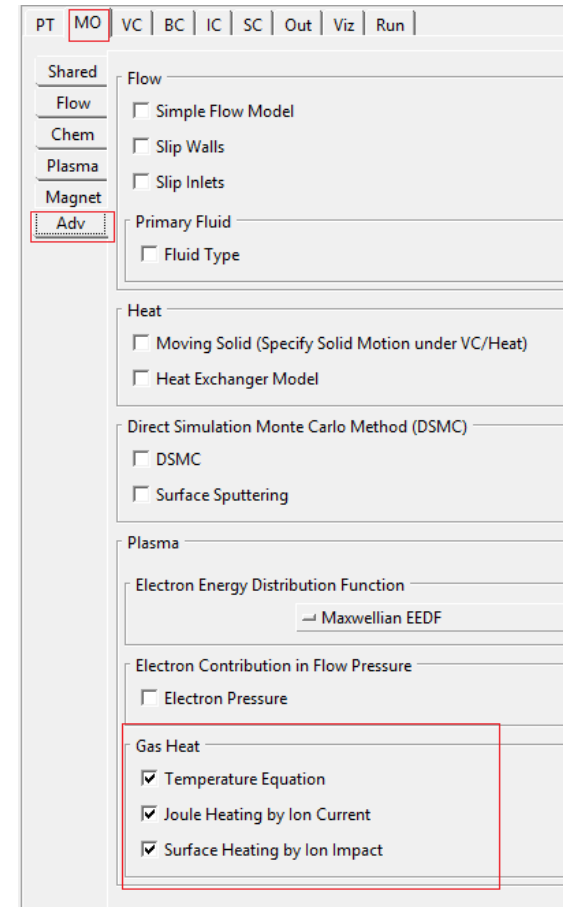 PT MO VC BC IC SC Out Viz Run
Shared
Flow
Chem
Plasma
Magnet
Adv
Flow
Simple Flow Model
Slip Walls
Slip Inlets
Primary Fluid
Fluid Type
Heat
Moving Solid (Specify Solid Motion under VC/Heat)
Heat Exchanger Model
Direct Simulation Monte Carlo Method (DSMC)
DSMC
Surface Sputtering
Plasma
Electron Energy Distribution Function
Maxwellian EEDF
Electron Contribution in Flow Pressure
Electron Pressure
Gas Heat
Temperature Equation
Joule Heating by Ion Current
Surface Heating by Ion Impact